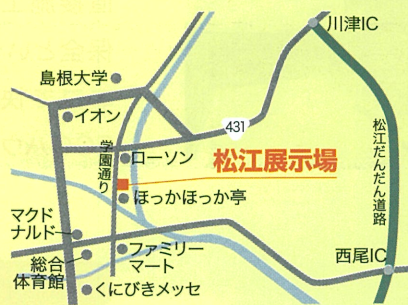 川津IC
島根大学
イオン
431
学園通り
ローソン
松江展示場
松江だんだん道路
ほっかほっか亭
マクド
ナルド
ファミリー
マート
総合
体育館
西尾IC
くにびきメッセ